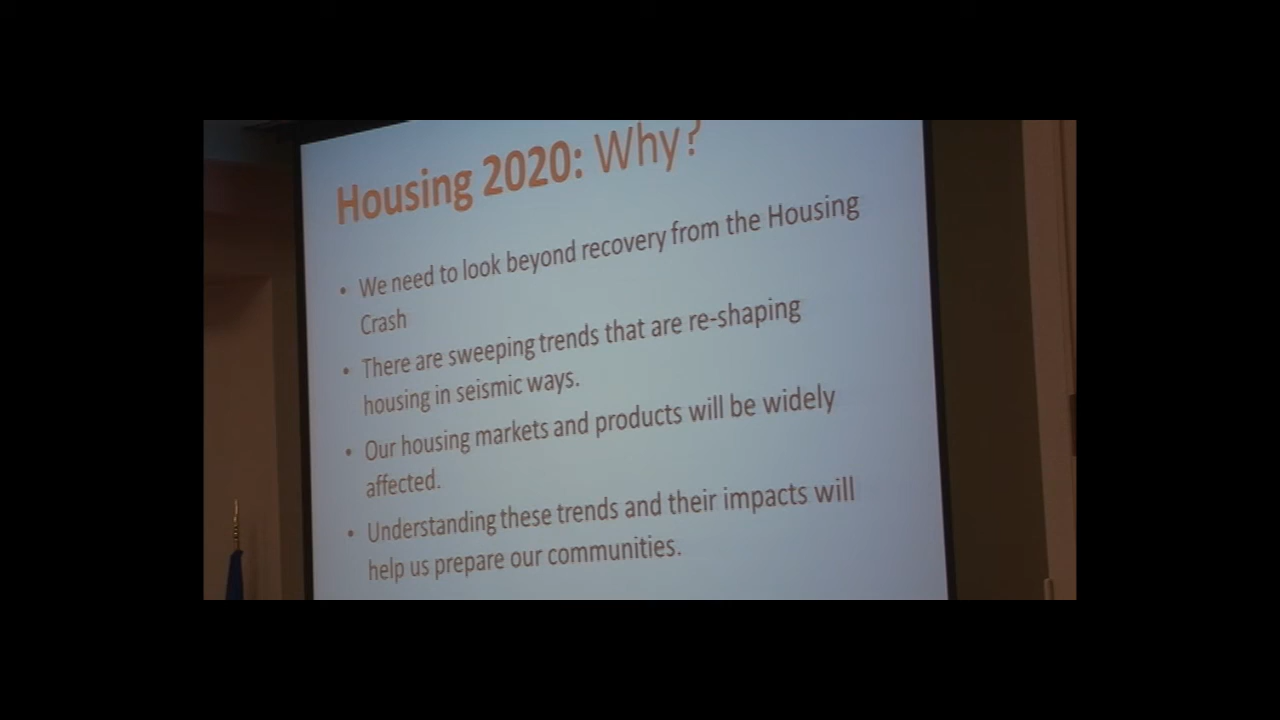 Housing 2020: Why?
• We need to look beyond recovery from the Housing
Crash
• There are sweeping trends that are re-shaping
housing in seismic ways.
• Our housing markets and products will be widely
affected.
• Understanding these trends and their impacts will
help us prepare our communities.